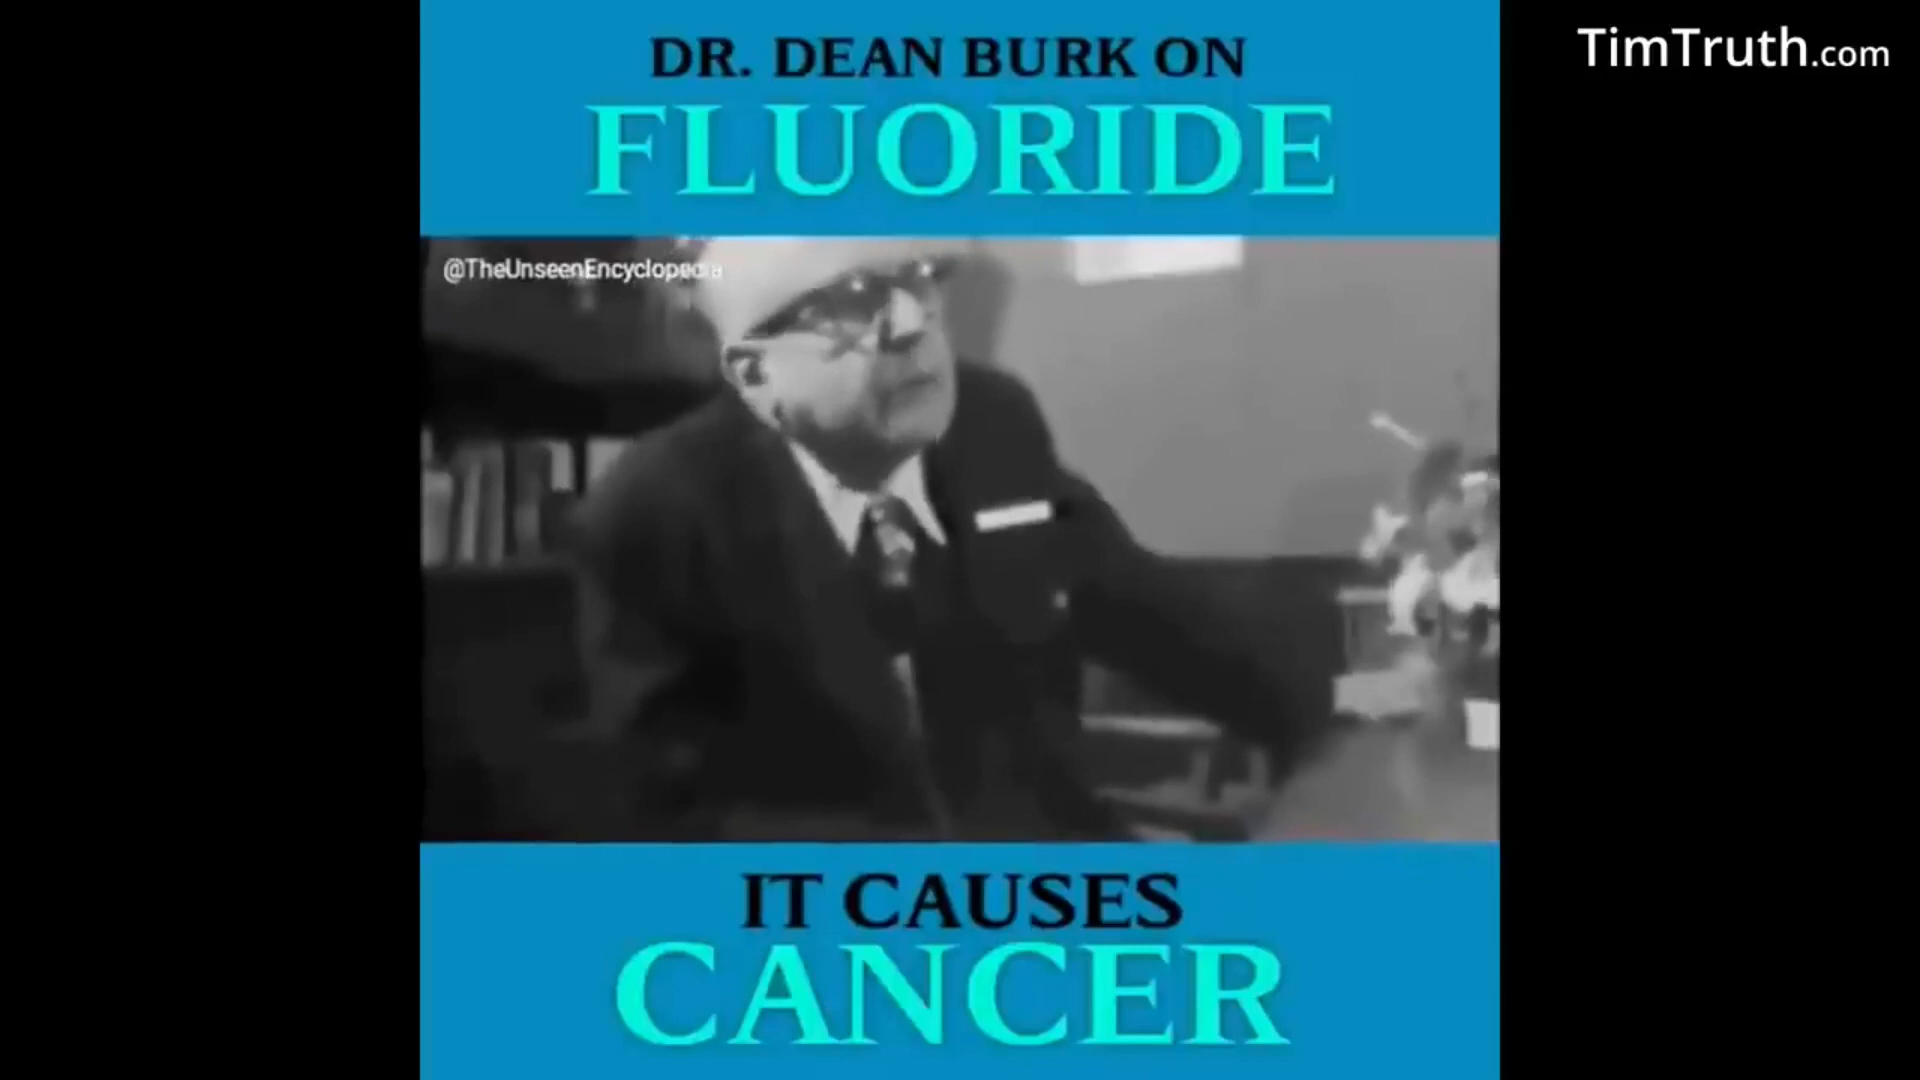 TimTruth.com
DR. DEAN BURK ON
FLUORIDE
@TheUnseenEncyclopedia
IT CAUSES
CANCER